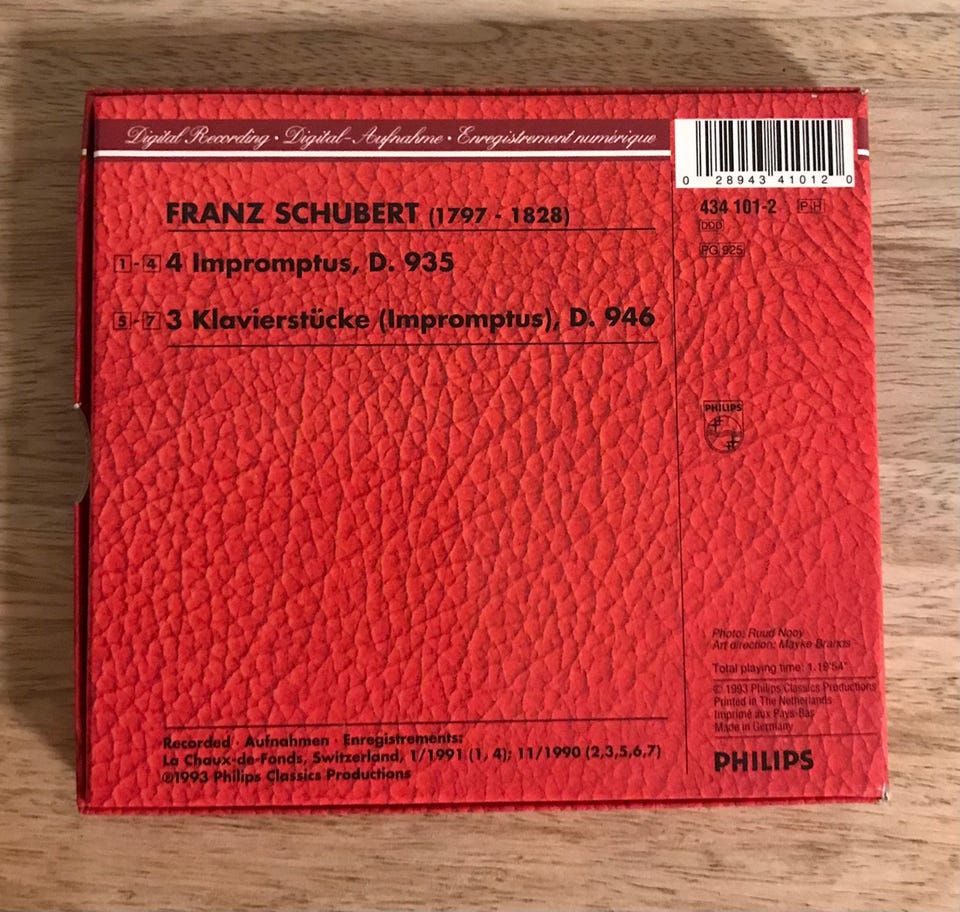 Digital Recording · Digital-Aufnahme · Enregistrement numérique
0 28943 41012 0
434 101-2 P·H
DDD
PG 925
FRANZ SCHUBERT (1797 - 1828)
1 - 4 4 Impromptus, D. 935
5 - 7 3 Klavierstücke (Impromptus), D. 946
PHILIPS
Photo: Ruud Nooy
Art direction: Mayke Brands
Total playing time: 1.19'54"
© 1993 Philips Classics Productions
Printed in The Netherlands
Imprimé aux Pays-Bas
Made in Germany
PHILIPS
Recorded · Aufnahmen · Enregistrements:
La Chaux-de-Fonds, Switzerland, 1/1991 (1, 4); 11/1990 (2,3,5,6,7)
℗1993 Philips Classics Productions